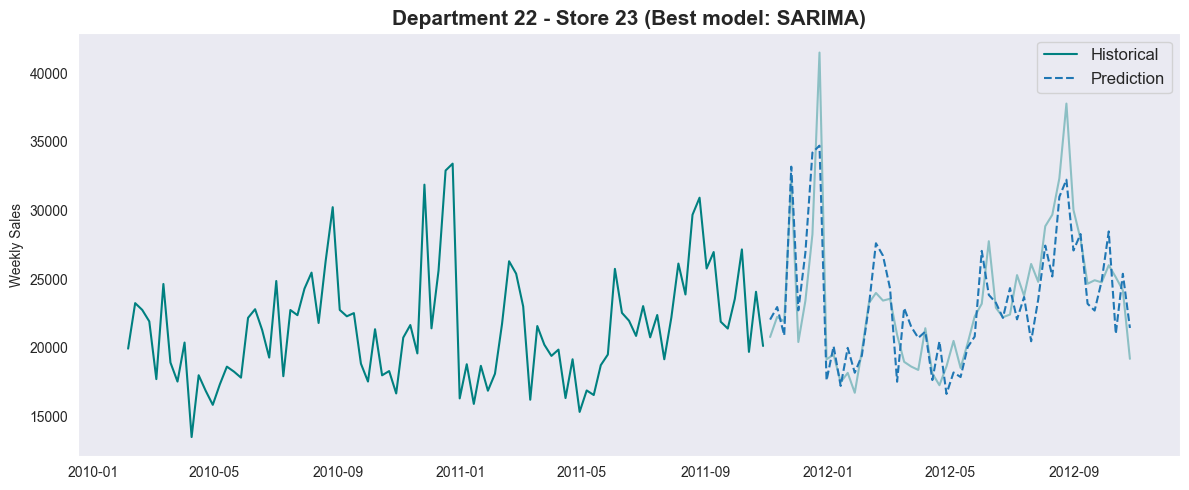 Department 22 - Store 23 (Best model: SARIMA)
Historical
Prediction
Weekly Sales
40000
35000
30000
25000
20000
15000
2010-01 2010-05 2010-09 2011-01 2011-05 2011-09 2012-01 2012-05 2012-09